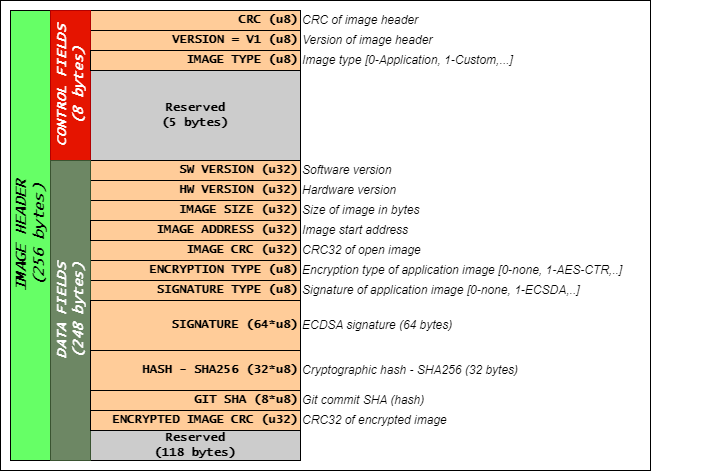 IMAGE HEADER
(256 bytes)
CONTROL FIELDS
(8 bytes)
CRC (u8) CRC of image header
VERSION = V1 (u8) Version of image header
IMAGE TYPE (u8) Image type [0-Application, 1-Custom,...]
Reserved
(5 bytes)
DATA FIELDS
(248 bytes)
SW VERSION (u32) Software version
HW VERSION (u32) Hardware version
IMAGE SIZE (u32) Size of image in bytes
IMAGE ADDRESS (u32) Image start address
IMAGE CRC (u32) CRC32 of open image
ENCRYPTION TYPE (u8) Encryption type of application image [0-none, 1-AES-CTR,..]
SIGNATURE TYPE (u8) Signature of application image [0-none, 1-ECSDA,..]
SIGNATURE (64*u8) ECDSA signature (64 bytes)
HASH - SHA256 (32*u8) Cryptographic hash - SHA256 (32 bytes)
GIT SHA (8*u8) Git commit SHA (hash)
ENCRYPTED IMAGE CRC (u32) CRC32 of encrypted image
Reserved
(118 bytes)